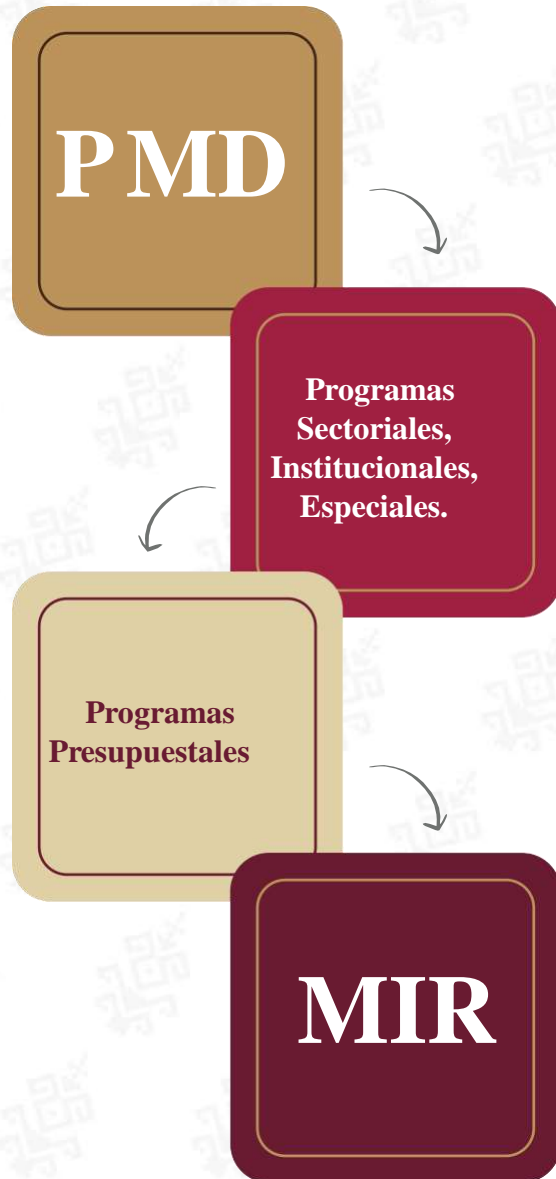 PMD
Programas
Sectoriales,
Institucionales,
Especiales.
Programas
Presupuestales
MIR